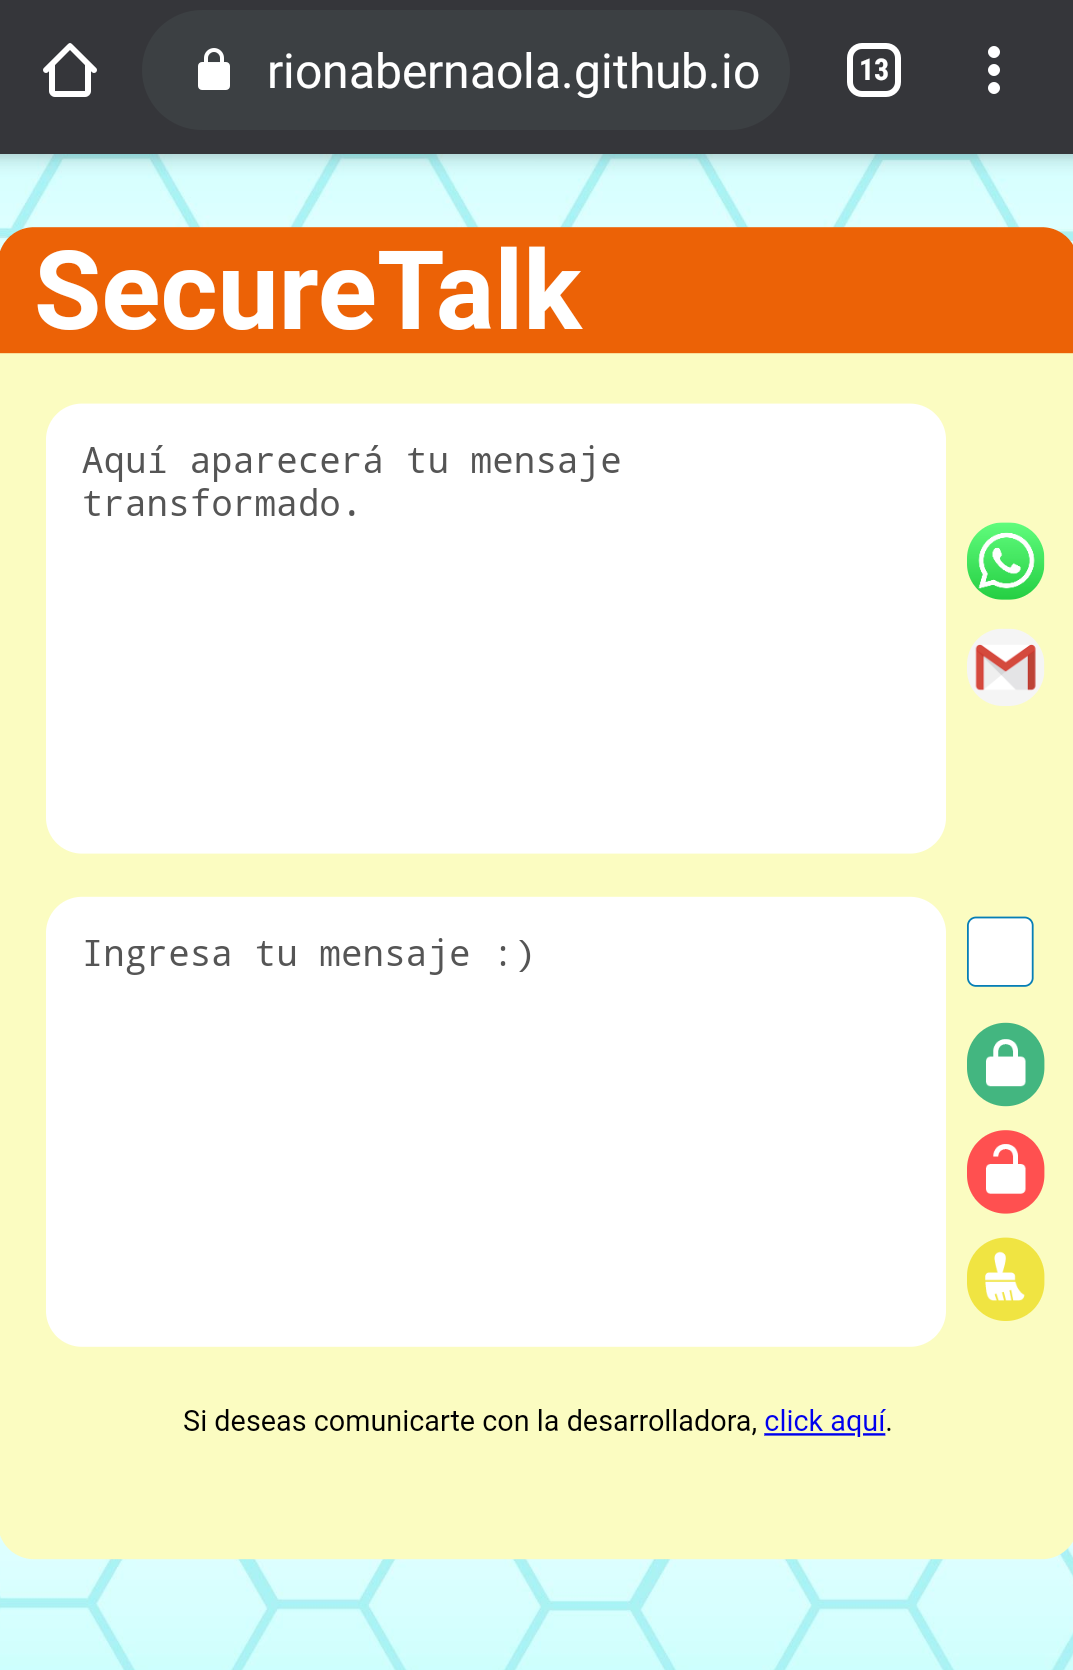 rionabernaola.github.io
13
SecureTalk
Aquí aparecerá tu mensaje
transformado.
Ingresa tu mensaje :)
Si deseas comunicarte con la desarrolladora, click aquí.